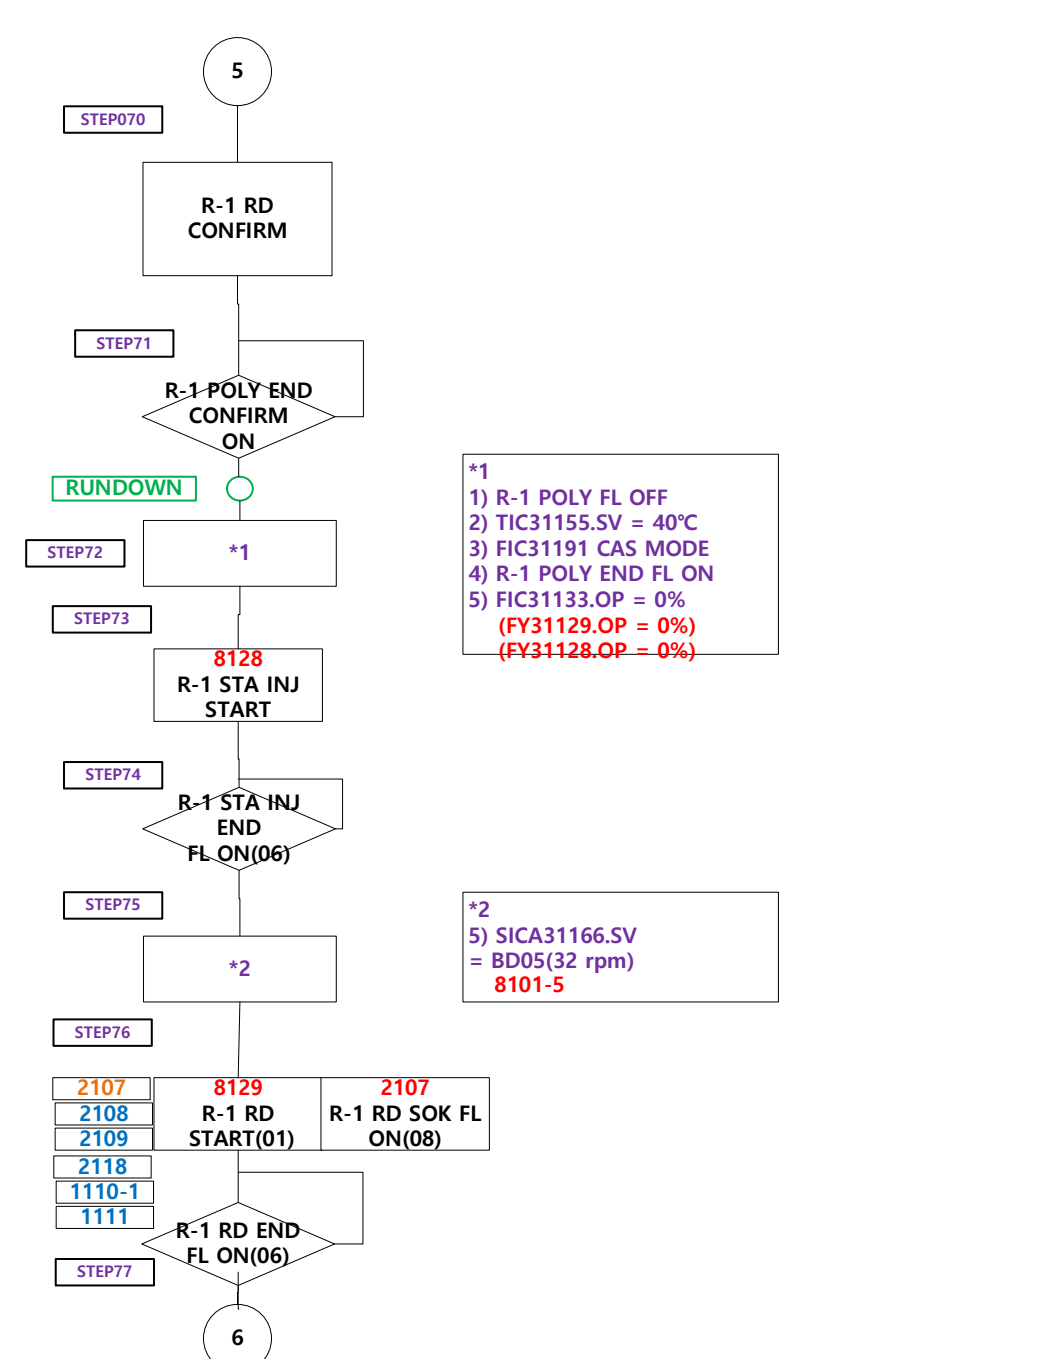 5
STEP070
R-1 RD
CONFIRM
STEP71
R-1 POLY END
CONFIRM
ON
RUNDOWN
STEP72
*1
*1
1) R-1 POLY FL OFF
2) TIC31155.SV = 40℃
3) FIC31191 CAS MODE
4) R-1 POLY END FL ON
5) FIC31133.OP = 0%
(FY31129.OP = 0%)
(FY31128.OP = 0%)
STEP73
8128
R-1 STA INJ
START
STEP74
R-1 STA INJ
END
FL ON(06)
STEP75
*2
*2
5) SICA31166.SV
= BD05(32 rpm)
8101-5
STEP76
2107
2108
2109
2118
1110-1
1111
8129
R-1 RD
START(01)
2107
R-1 RD SOK FL
ON(08)
R-1 RD END
FL ON(06)
STEP77
6